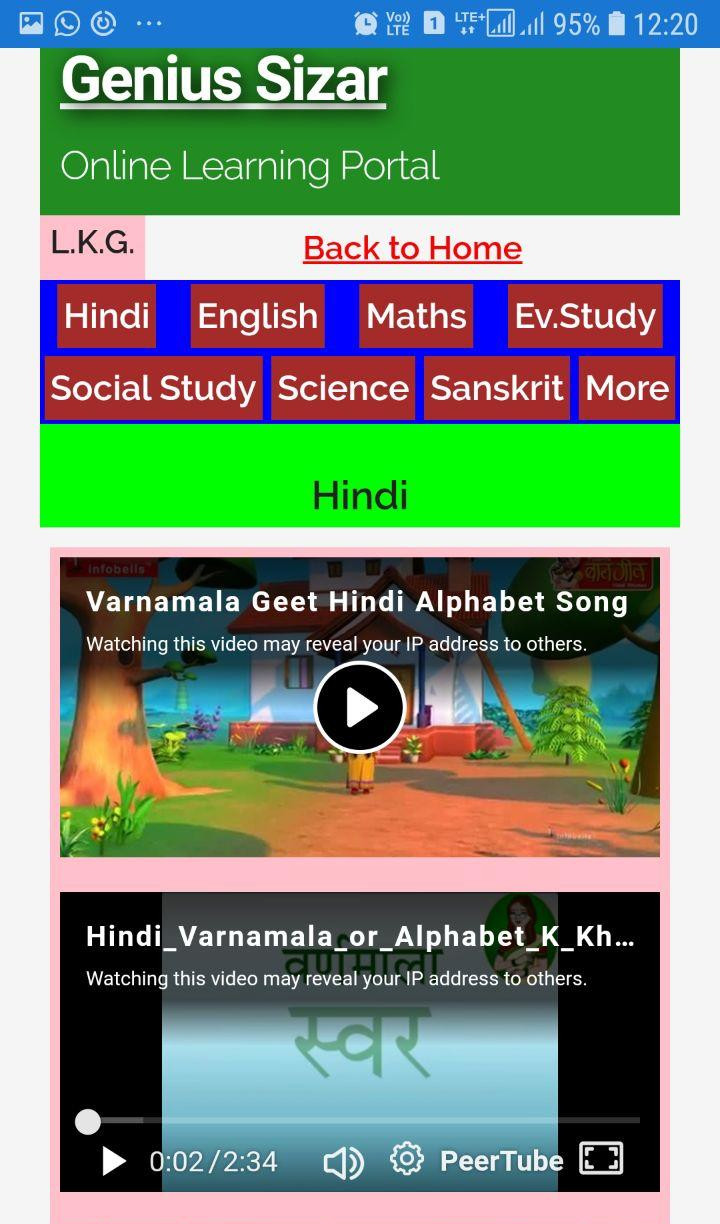 Vo))
LTE
1
LTE+
95%
12:20
Genius Sizar
Online Learning Portal
L.K.G.
Back to Home
Hindi English Maths Ev.Study
Social Study Science Sanskrit More
Hindi
infobells
Varnamala Geet Hindi Alphabet Song
Watching this video may reveal your IP address to others.
Hindi_Varnamala_or_Alphabet_K_Kh...
वर्णमाला
Watching this video may reveal your IP address to others.
स्वर
0:02/2:34 PeerTube